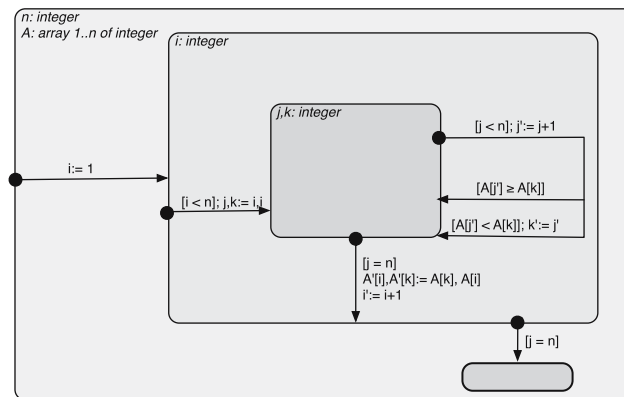 n: integer
A: array 1..n of integer
i: integer
j,k: integer
[j < n]; j':= j+1
i:= 1
[A[j'] ≥ A[k]]
[i < n]; j,k:= i,i
[A[j'] < A[k]]; k':= j'
[j = n]
A'[i],A'[k]:= A[k], A[i]
i':= i+1
[j = n]